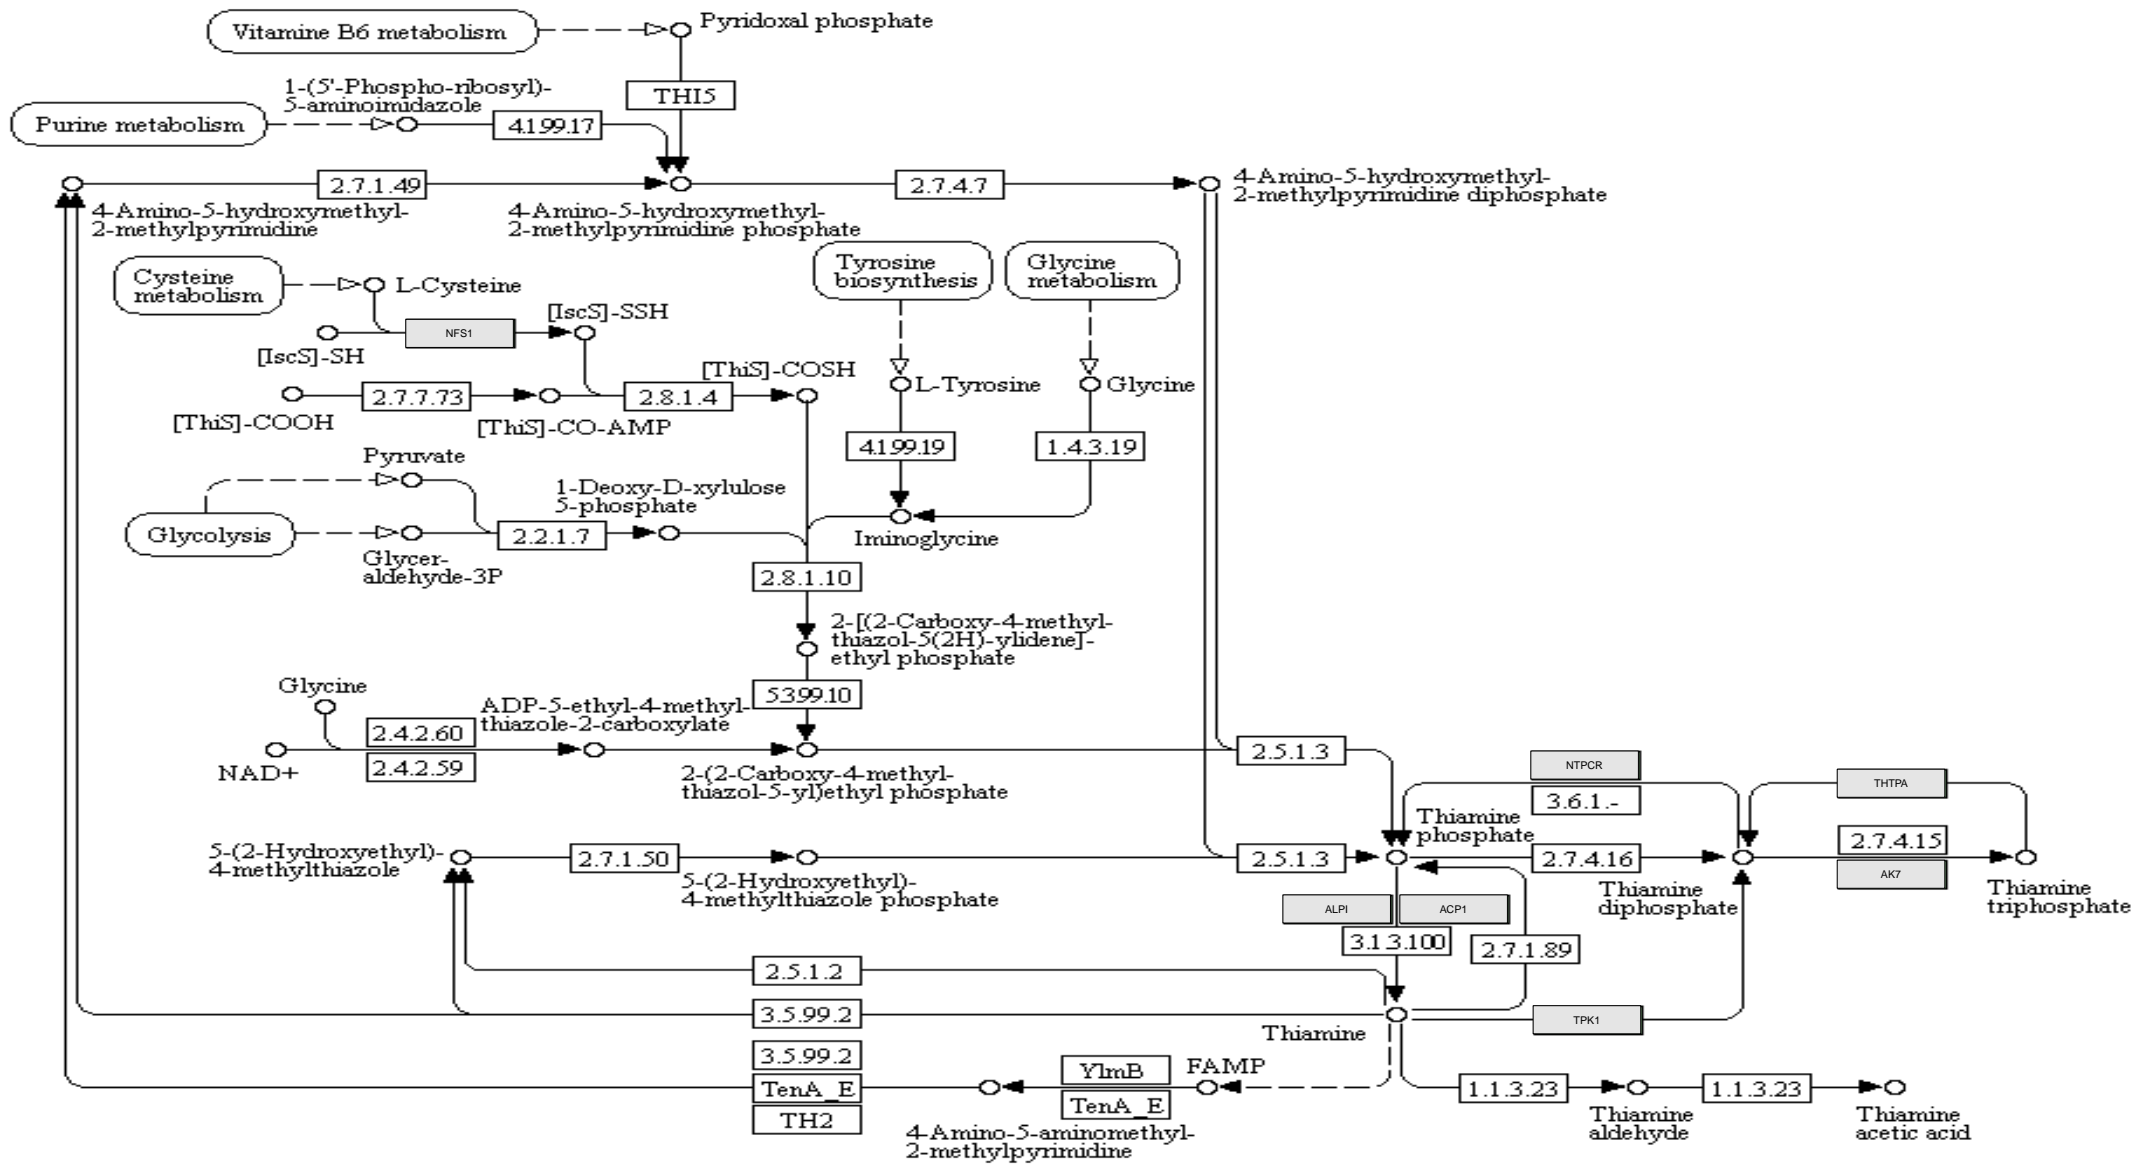 Vitamine B6 metabolism
Pyridoxal phosphate
1-(5'-Phospho-ribosyl)-
5-aminoimidazole
THI5
Purine metabolism
4.1.99.17
2.7.1.49
2.7.4.7
4-Amino-5-hydroxymethyl-
2-methylpyrimidine diphosphate
4-Amino-5-hydroxymethyl-
2-methylpyrimidine
4-Amino-5-hydroxymethyl-
2-methylpyrimidine phosphate
Cysteine
metabolism
L-Cysteine
Tyrosine
biosynthesis
Glycine
metabolism
[IscS]-SSH
NFS1
[IscS]-SH
[ThiS]-COSH
L-Tyrosine
Glycine
2.7.7.73
2.8.1.4
[ThiS]-COOH
[ThiS]-CO-AMP
4.1.99.19
1.4.3.19
Pyruvate
1-Deoxy-D-xylulose
5-phosphate
Glycolysis
2.2.1.7
Iminoglycine
Glycer-
aldehyde-3P
2.8.1.10
2-[(2-Carboxy-4-methyl-
thiazol-5(2H)-ylidene]-
ethyl phosphate
Glycine
ADP-5-ethyl-4-methyl-
thiazole-2-carboxylate
5.3.99.10
2.4.2.60
NAD+
2.4.2.59
2-(2-Carboxy-4-methyl-
thiazol-5-yl)ethyl phosphate
2.5.1.3
NTPCR
3.6.1.-
THTPA
Thiamine
phosphate
5-(2-Hydroxyethyl)-
4-methylthiazole
2.7.1.50
5-(2-Hydroxyethyl)-
4-methylthiazole phosphate
2.5.1.3
2.7.4.16
2.7.4.15
AK7
Thiamine
diphosphate
Thiamine
triphosphate
ALPI
ACP1
3.1.3.100
2.7.1.89
2.5.1.2
3.5.99.2
Thiamine
TPK1
3.5.99.2
TenA_E
TH2
YlmB
TenA_E
FAMP
4-Amino-5-aminomethyl-
2-methylpyrimidine
1.1.3.23
Thiamine
aldehyde
1.1.3.23
Thiamine
acetic acid